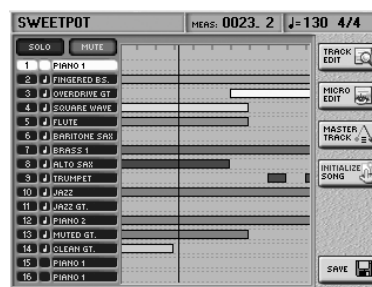 SWEETPOT MEAS: 0023. 2 ♩=130 4/4
SOLO MUTE
1 PIANO 1
2 FINGERED BS.
3 OVERDRIVE GT
4 SQUARE WAVE
5 FLUTE
6 BARITONE SAX
7 BRASS 1
8 ALTO SAX
9 TRUMPET
10 JAZZ
11 JAZZ GT.
12 PIANO 2
13 MUTED GT.
14 CLEAN GT.
15 PIANO 1
16 PIANO 1
TRACK
EDIT
MICRO
EDIT
MASTER
TRACK
INITIALIZE
SONG
SAVE